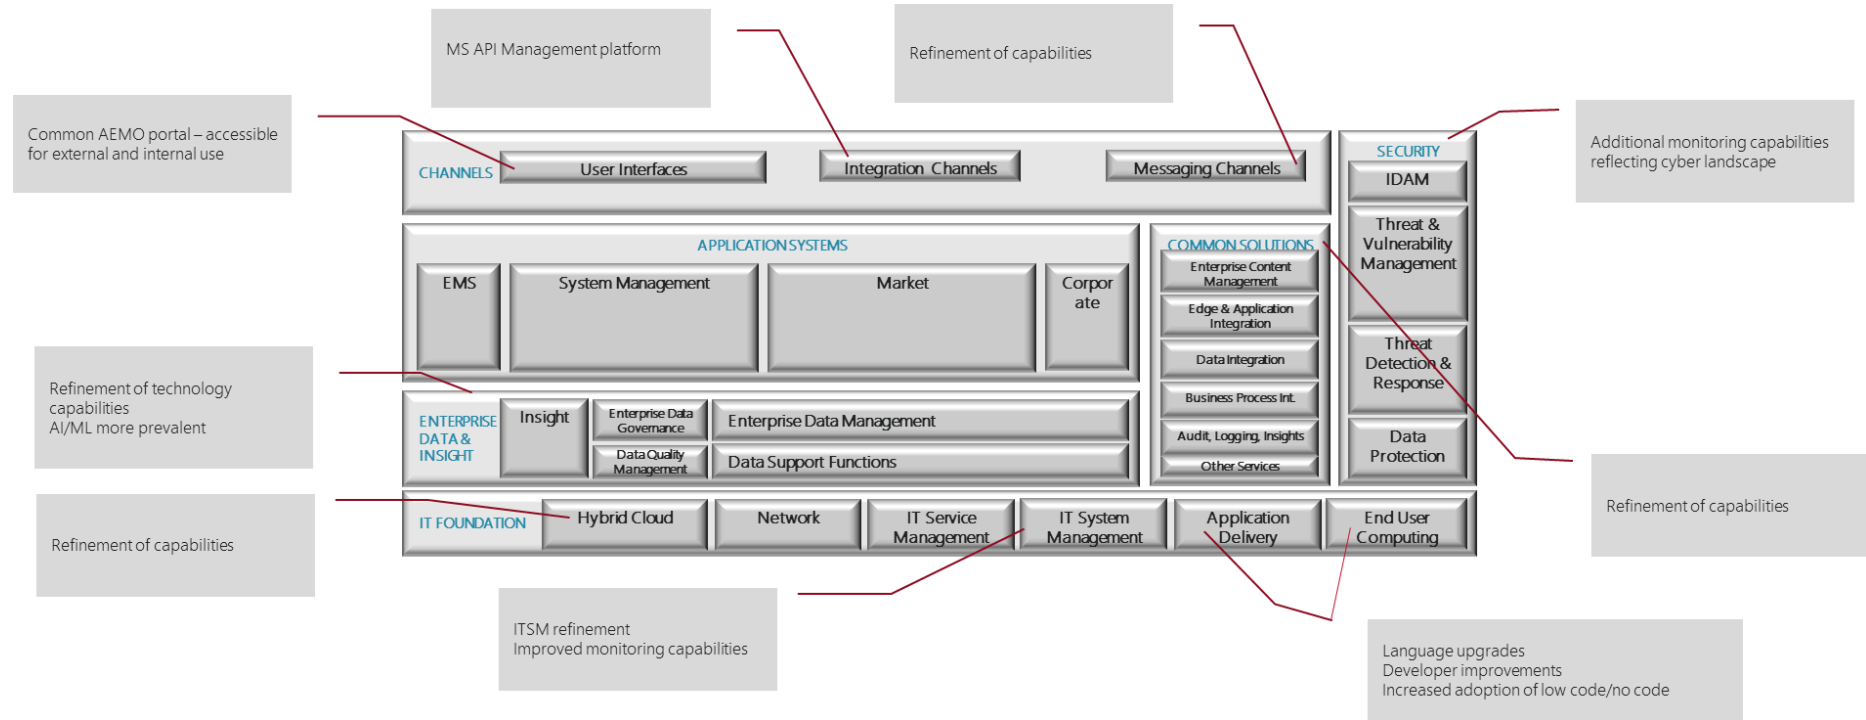 MS API Management platform
Refinement of capabilities
Common AEMO portal – accessible
for external and internal use
Additional monitoring capabilities
reflecting cyber landscape
CHANNELS
User Interfaces
Integration Channels
Messaging Channels
SECURITY
IDAM
Threat &
Vulnerability
Management
Threat
Detection &
Response
Data
Protection
APPLICATION SYSTEMS
EMS
System Management
Market
Corpor
ate
COMMON SOLUTIONS
Enterprise Content
Management
Edge & Application
Integration
Data Integration
Business Process Int.
Audit, Logging, Insights
Other Services
Refinement of technology
capabilities
AI/ML more prevalent
ENTERPRISE
DATA &
INSIGHT
Insight
Enterprise Data
Governance
Data Quality
Management
Enterprise Data Management
Data Support Functions
Refinement of capabilities
IT FOUNDATION
Hybrid Cloud
Network
IT Service
Management
IT System
Management
Application
Delivery
End User
Computing
Refinement of capabilities
ITSM refinement
Improved monitoring capabilities
Language upgrades
Developer improvements
Increased adoption of low code/no code